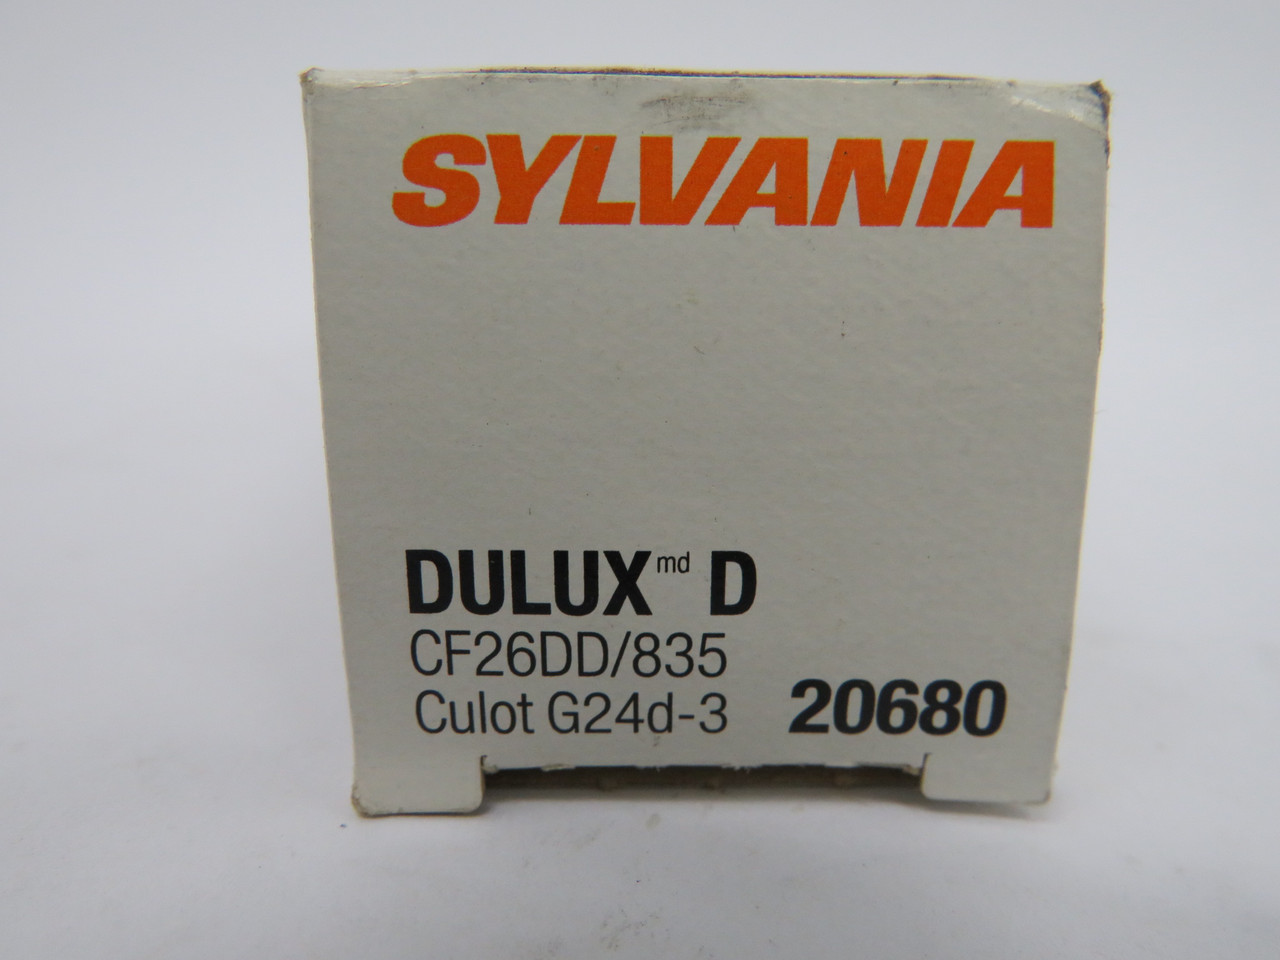 SYLVANIA
DULUX md D
CF26DD/835
Culot G24d-3 20680